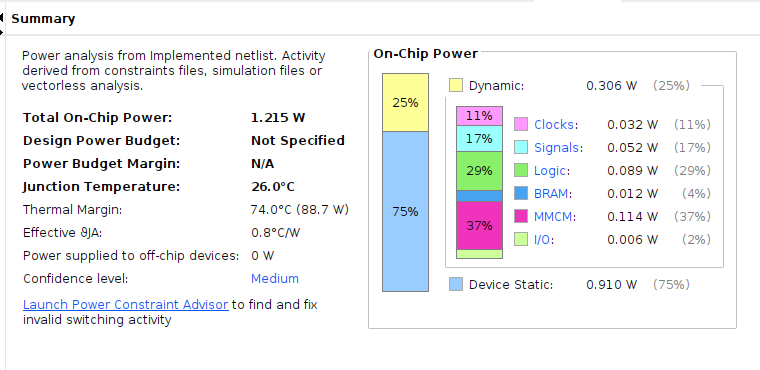 Summary
Power analysis from Implemented netlist. Activity
derived from constraints files, simulation files or
vectorless analysis.
Total On-Chip Power: 1.215 W
Design Power Budget: Not Specified
Power Budget Margin: N/A
Junction Temperature: 26.0°C
Thermal Margin: 74.0°C (88.7 W)
Effective ϑJA: 0.8°C/W
Power supplied to off-chip devices: 0 W
Confidence level: Medium
Launch Power Constraint Advisor to find and fix
invalid switching activity
On-Chip Power
25%
75%
Dynamic: 0.306 W (25%)
11%
17%
29%
37%
Clocks: 0.032 W (11%)
Signals: 0.052 W (17%)
Logic: 0.089 W (29%)
BRAM: 0.012 W (4%)
MMCM: 0.114 W (37%)
I/O: 0.006 W (2%)
Device Static: 0.910 W (75%)